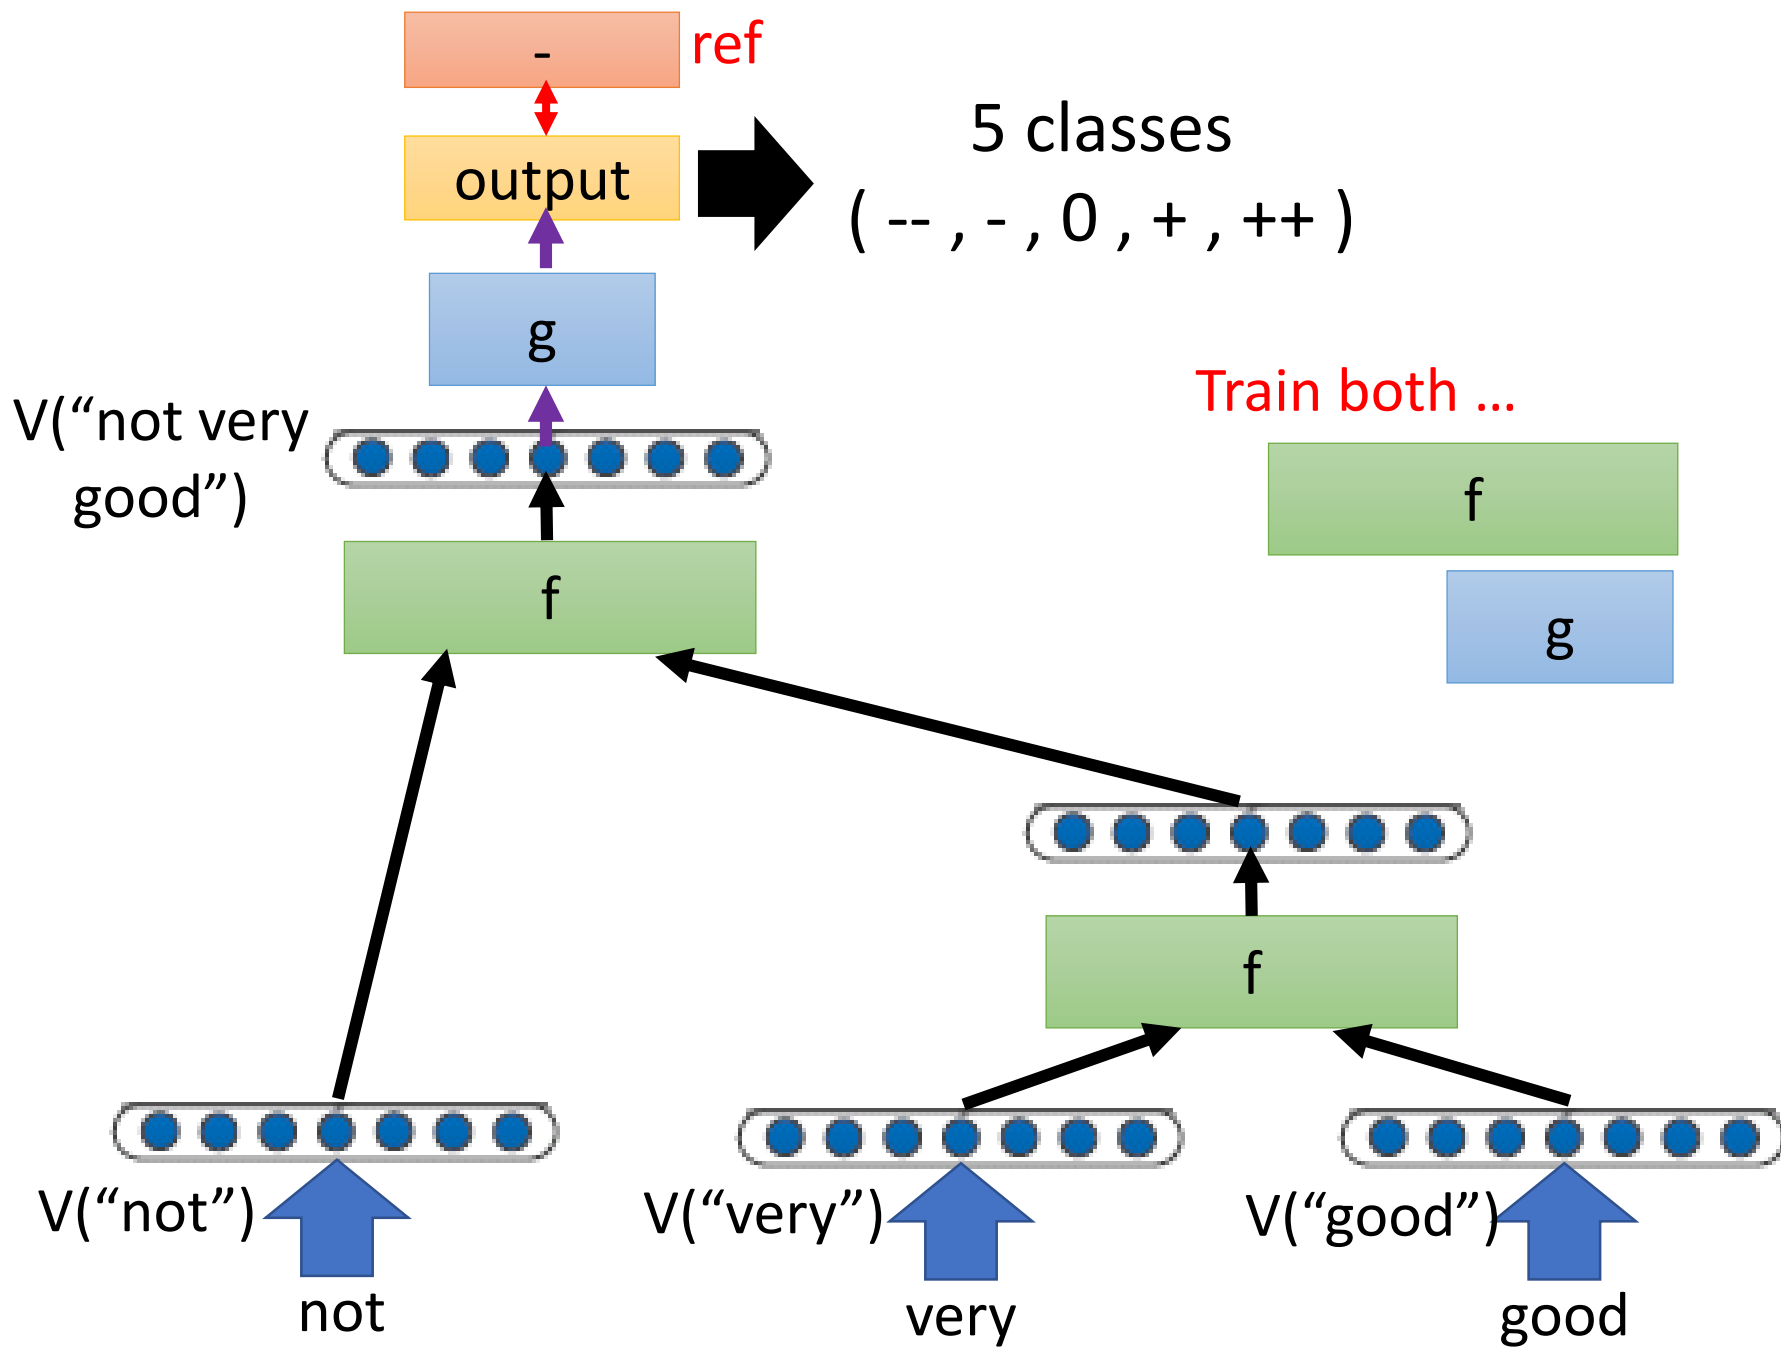 -
ref
output
5 classes
( -- , - , 0 , + , ++ )
g
V(“not very
good”)
Train both ...
f
g
f
f
V(“not”)
V(“very”)
V(“good”)
not
very
good